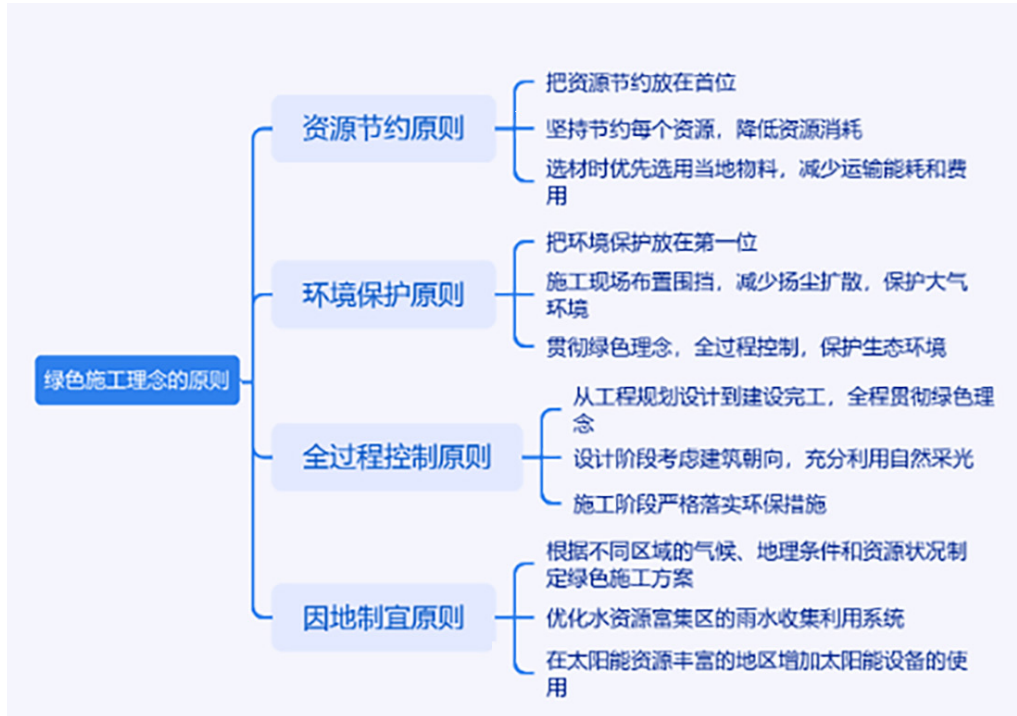 绿色施工理念的原则
资源节约原则
把资源节约放在首位
坚持节约每个资源，降低资源消耗
选材时优先选用当地物料，减少运输能耗和费
用
环境保护原则
把环境保护放在第一位
施工现场布置围挡，减少扬尘扩散，保护大气
环境
贯彻绿色理念，全过程控制，保护生态环境
全过程控制原则
从工程规划设计到建设完工，全程贯彻绿色理
念
设计阶段考虑建筑朝向，充分利用自然采光
施工阶段严格落实环保措施
因地制宜原则
根据不同区域的气候、地理条件和资源状况制
定绿色施工方案
优化水资源富集区的雨水收集利用系统
在太阳能资源丰富的地区增加太阳能设备的使
用